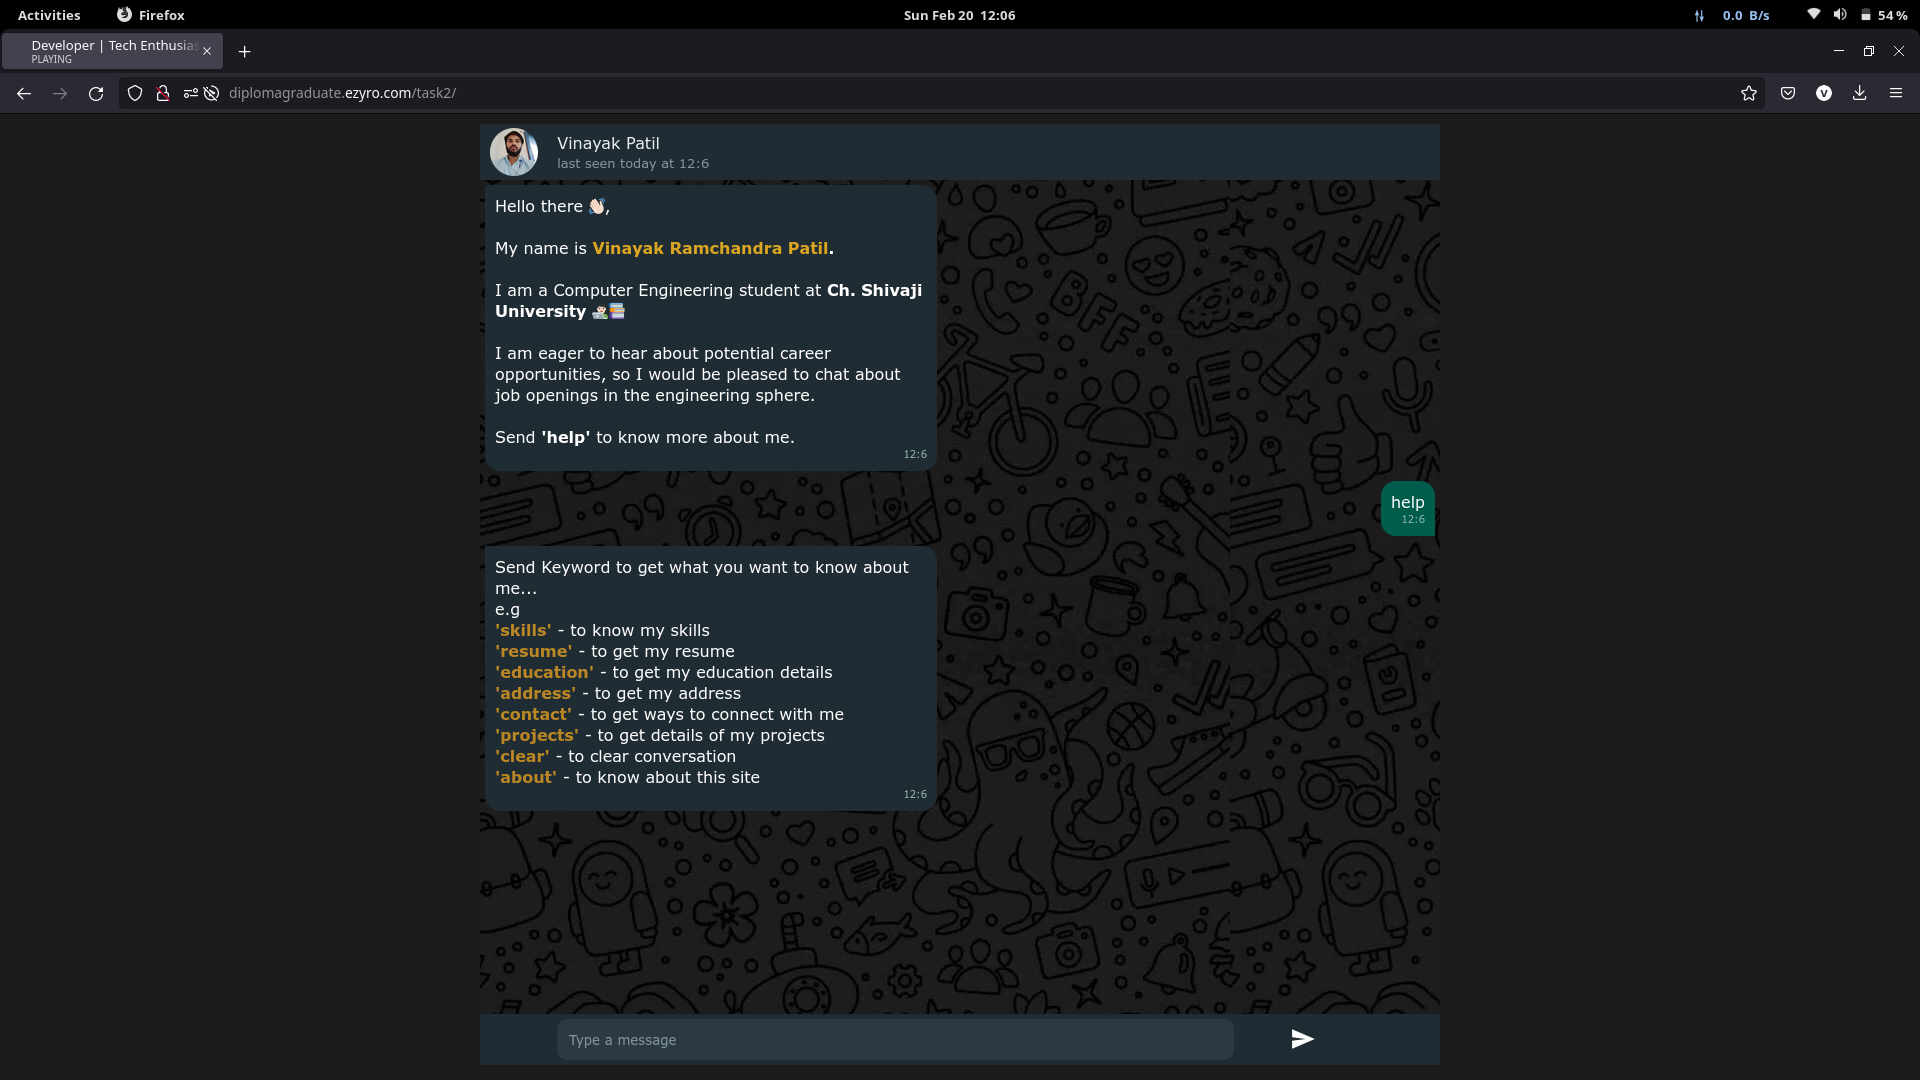 Activities Firefox Sun Feb 20 12:06 0.0 B/s 54 %
Developer | Tech Enthusias
PLAYING
diplomagraduate.ezyro.com/task2/
V
Vinayak Patil
last seen today at 12:6
Hello there 👋🏻,
My name is Vinayak Ramchandra Patil.
I am a Computer Engineering student at Ch. Shivaji
University 👨🏻‍💻📚
I am eager to hear about potential career
opportunities, so I would be pleased to chat about
job openings in the engineering sphere.
Send 'help' to know more about me.
12:6
BFF
help
12:6
Send Keyword to get what you want to know about
me...
e.g
'skills' - to know my skills
'resume' - to get my resume
'education' - to get my education details
'address' - to get my address
'contact' - to get ways to connect with me
'projects' - to get details of my projects
'clear' - to clear conversation
'about' - to know about this site
12:6
Type a message